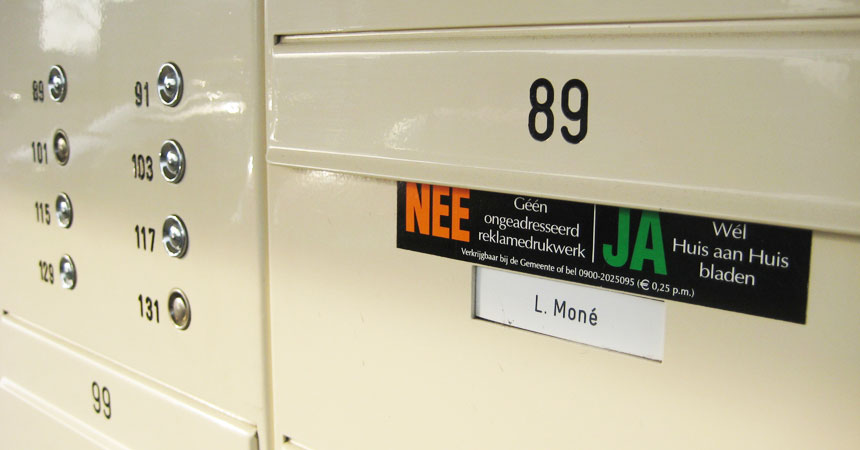 89
91
101
103
115
117
129
131
99
89
NEE
Géén
ongeadresseerd
reklamedrukwerk
JA
Wél
Huis aan Huis
bladen
Verkrijgbaar bij de Gemeente of bel 0900-2025095 (€ 0,25 p.m.)
L. Moné